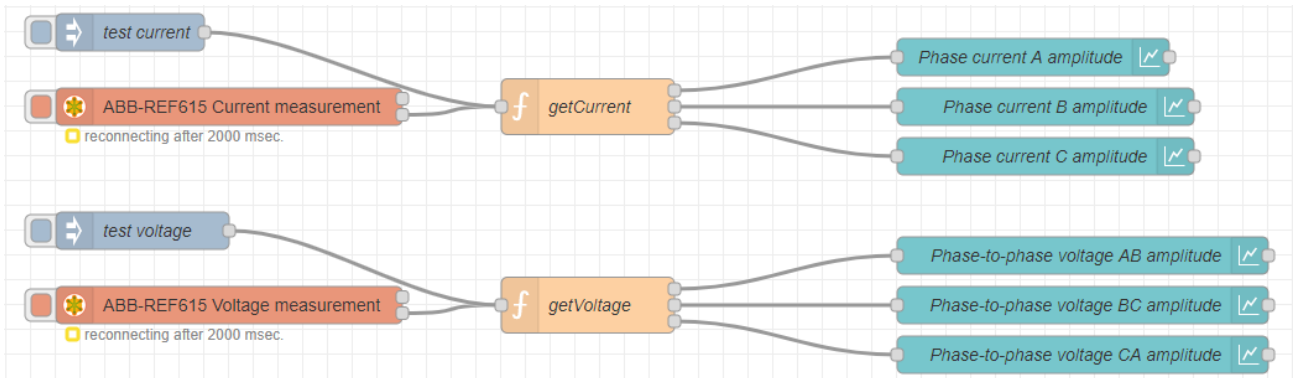 test current
Phase current A amplitude
ABB-REF615 Current measurement
getCurrent
Phase current B amplitude
reconnecting after 2000 msec.
Phase current C amplitude
test voltage
Phase-to-phase voltage AB amplitude
ABB-REF615 Voltage measurement
getVoltage
Phase-to-phase voltage BC amplitude
reconnecting after 2000 msec.
Phase-to-phase voltage CA amplitude